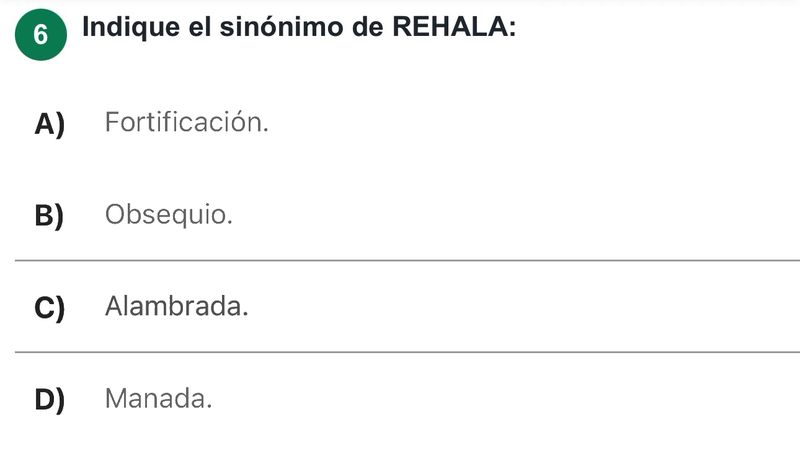 6 Indique el sinónimo de REHALA:
A) Fortificación.
B) Obsequio.
C) Alambrada.
D) Manada.